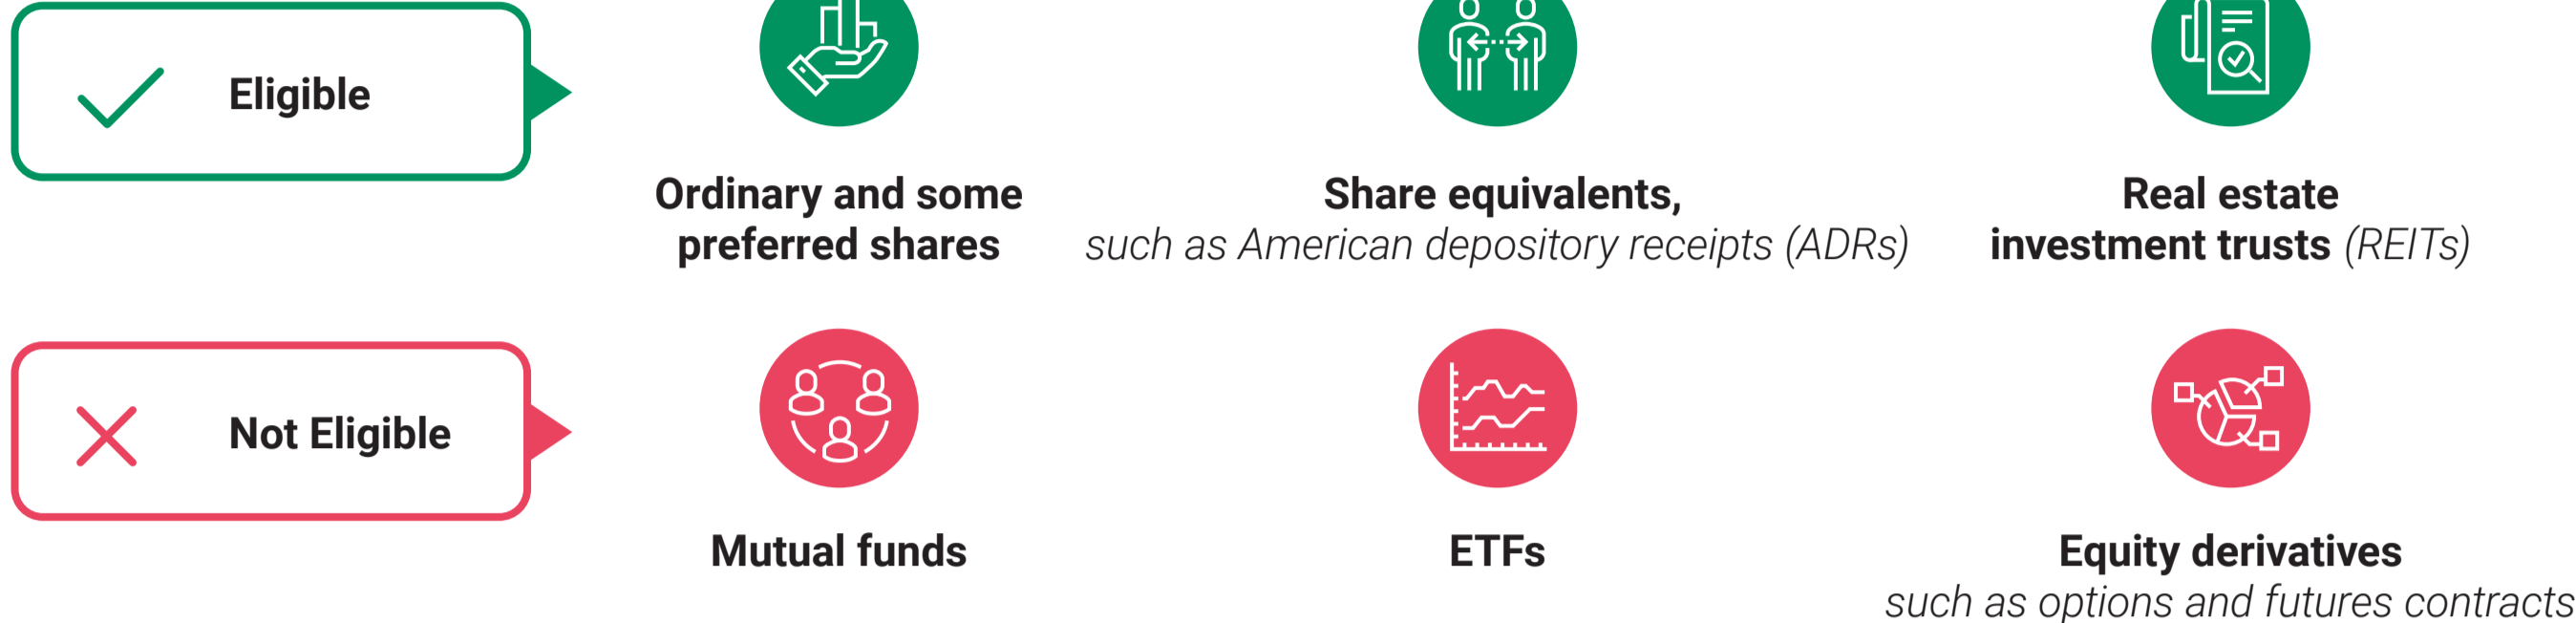 Eligible
Ordinary and some
preferred shares
Share equivalents,
such as American depository receipts (ADRs)
Real estate
investment trusts (REITs)
Not Eligible
Mutual funds
ETFs
Equity derivatives
such as options and futures contracts